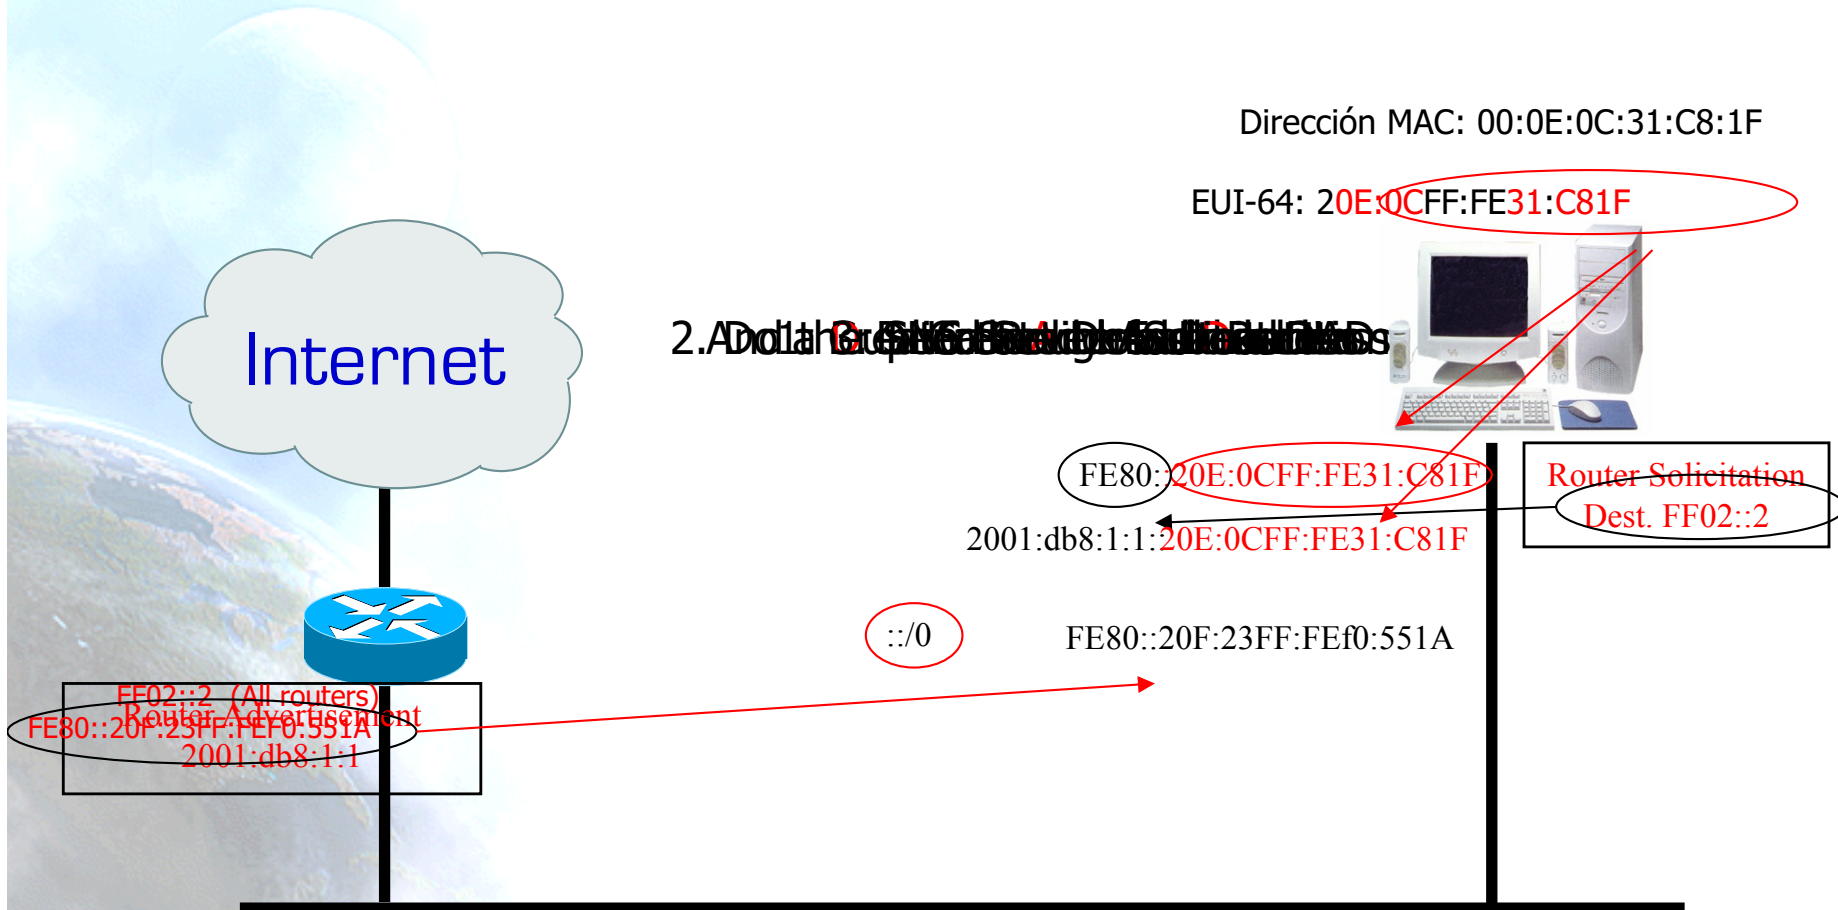 Dirección MAC: 00:0E:0C:31:C8:1F
EUI-64: 20E:0CFF:FE31:C81F
Internet
2.
FE80::20E:0CFF:FE31:C81F
Router Solicitation
Dest. FF02::2
2001:db8:1:1:20E:0CFF:FE31:C81F
::/0
FE80::20F:23FF:FEf0:551A
FF02::2 (All routers)
Router Advertisement
FE80::20F:23FF:FEF0:551A
2001:db8:1:1